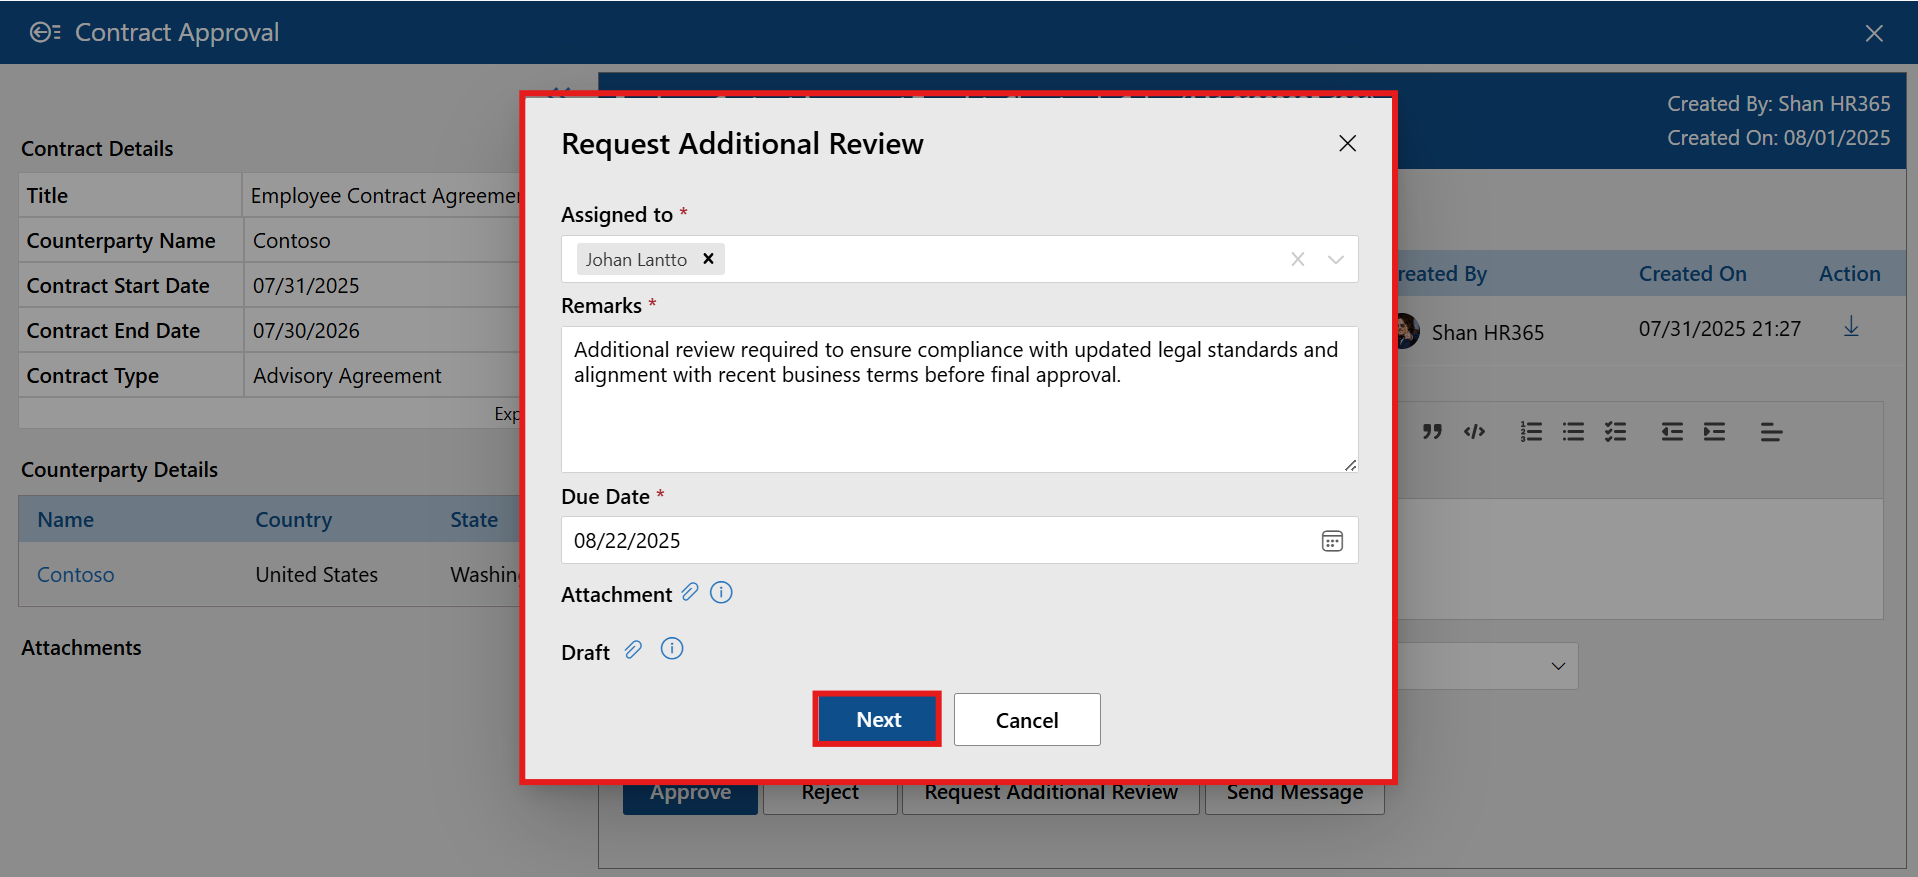 Contract Approval
Created By: Shan HR365
Created On: 08/01/2025
Contract Details
Title
Employee Contract Agreemen
Counterparty Name
Contoso
Contract Start Date
07/31/2025
Contract End Date
07/30/2026
Contract Type
Advisory Agreement
Exp
Counterparty Details
Name Country State
Contoso United States Washin
Attachments
Request Additional Review
Assigned to *
Johan Lantto
Remarks *
Additional review required to ensure compliance with updated legal standards and
alignment with recent business terms before final approval.
Due Date *
08/22/2025
Attachment
Draft
Next Cancel
reated By Created On Action
Shan HR365 07/31/2025 21:27
Approve Reject Request Additional Review Send Message